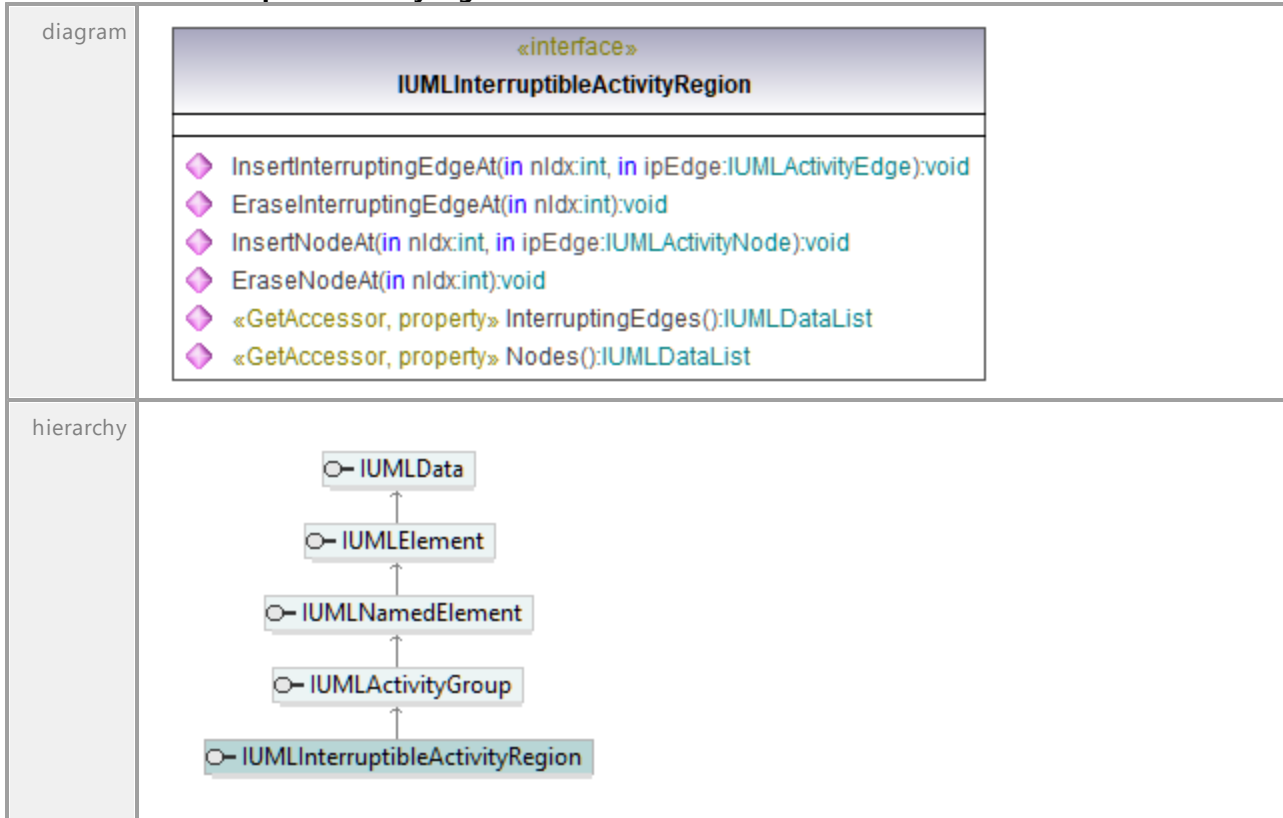 diagram
«interface»
IUMLInterruptibleActivityRegion
InsertInterruptingEdgeAt(in nIdx:int, in ipEdge:IUMLActivityEdge):void
EraseInterruptingEdgeAt(in nIdx:int):void
InsertNodeAt(in nIdx:int, in ipEdge:IUMLActivityNode):void
EraseNodeAt(in nIdx:int):void
«GetAccessor, property» InterruptingEdges():IUMLDataList
«GetAccessor, property» Nodes():IUMLDataList
hierarchy
IUMLData
IUMLElement
IUMLNamedElement
IUMLActivityGroup
IUMLInterruptibleActivityRegion